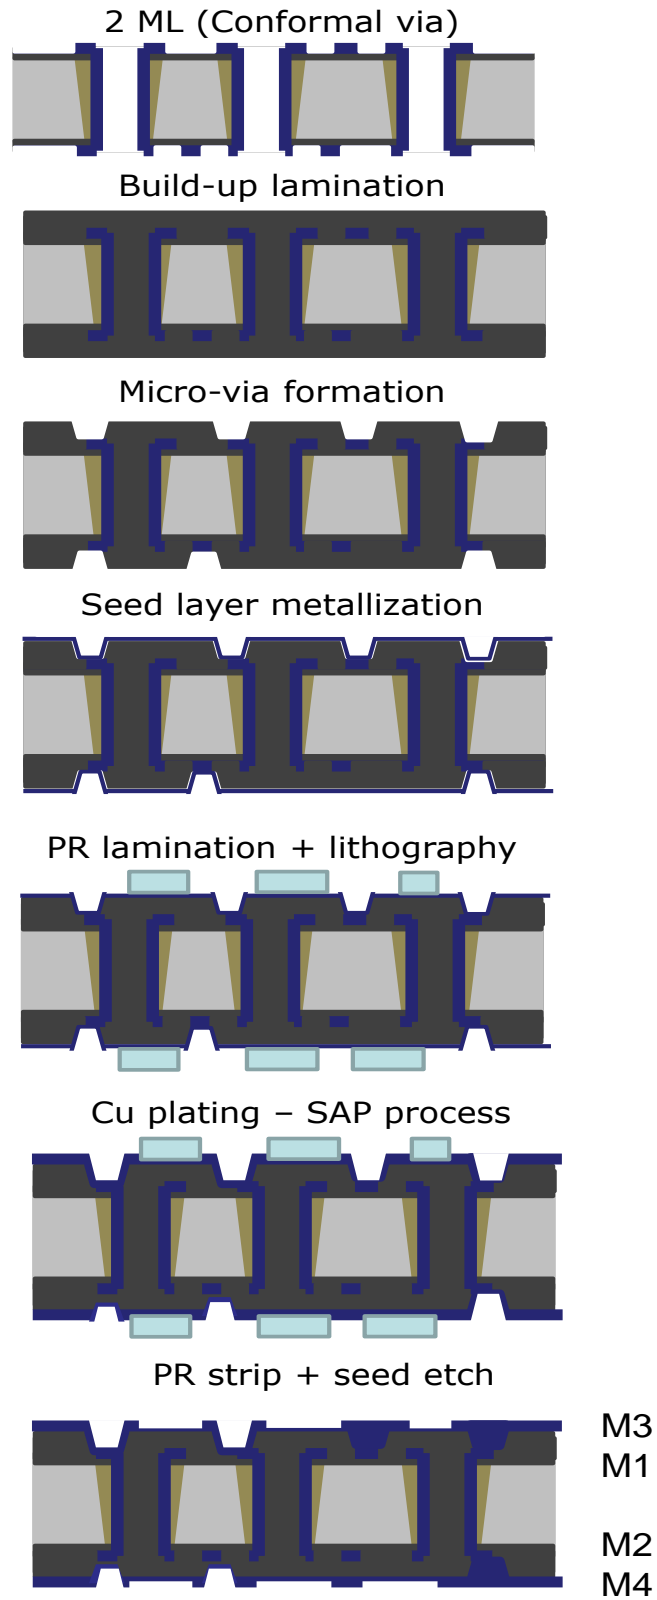 2 ML (Conformal via)
Build-up lamination
Micro-via formation
Seed layer metallization
PR lamination + lithography
Cu plating – SAP process
PR strip + seed etch
M3
M1
M2
M4